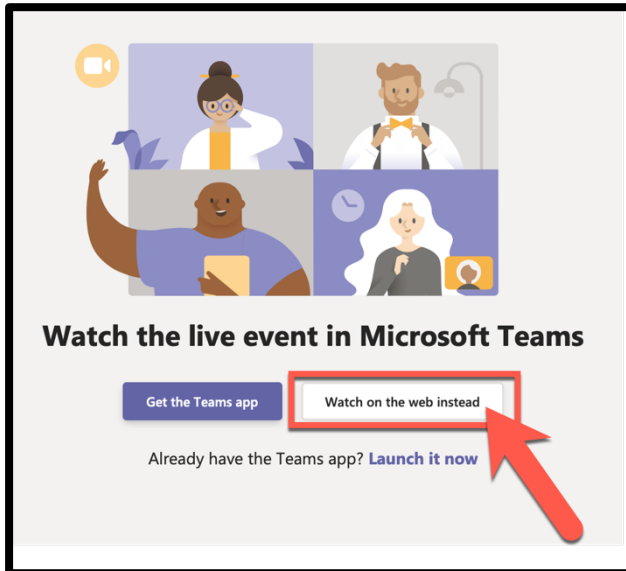 Watch the live event in Microsoft Teams
Get the Teams app
Watch on the web instead
Already have the Teams app? Launch it now